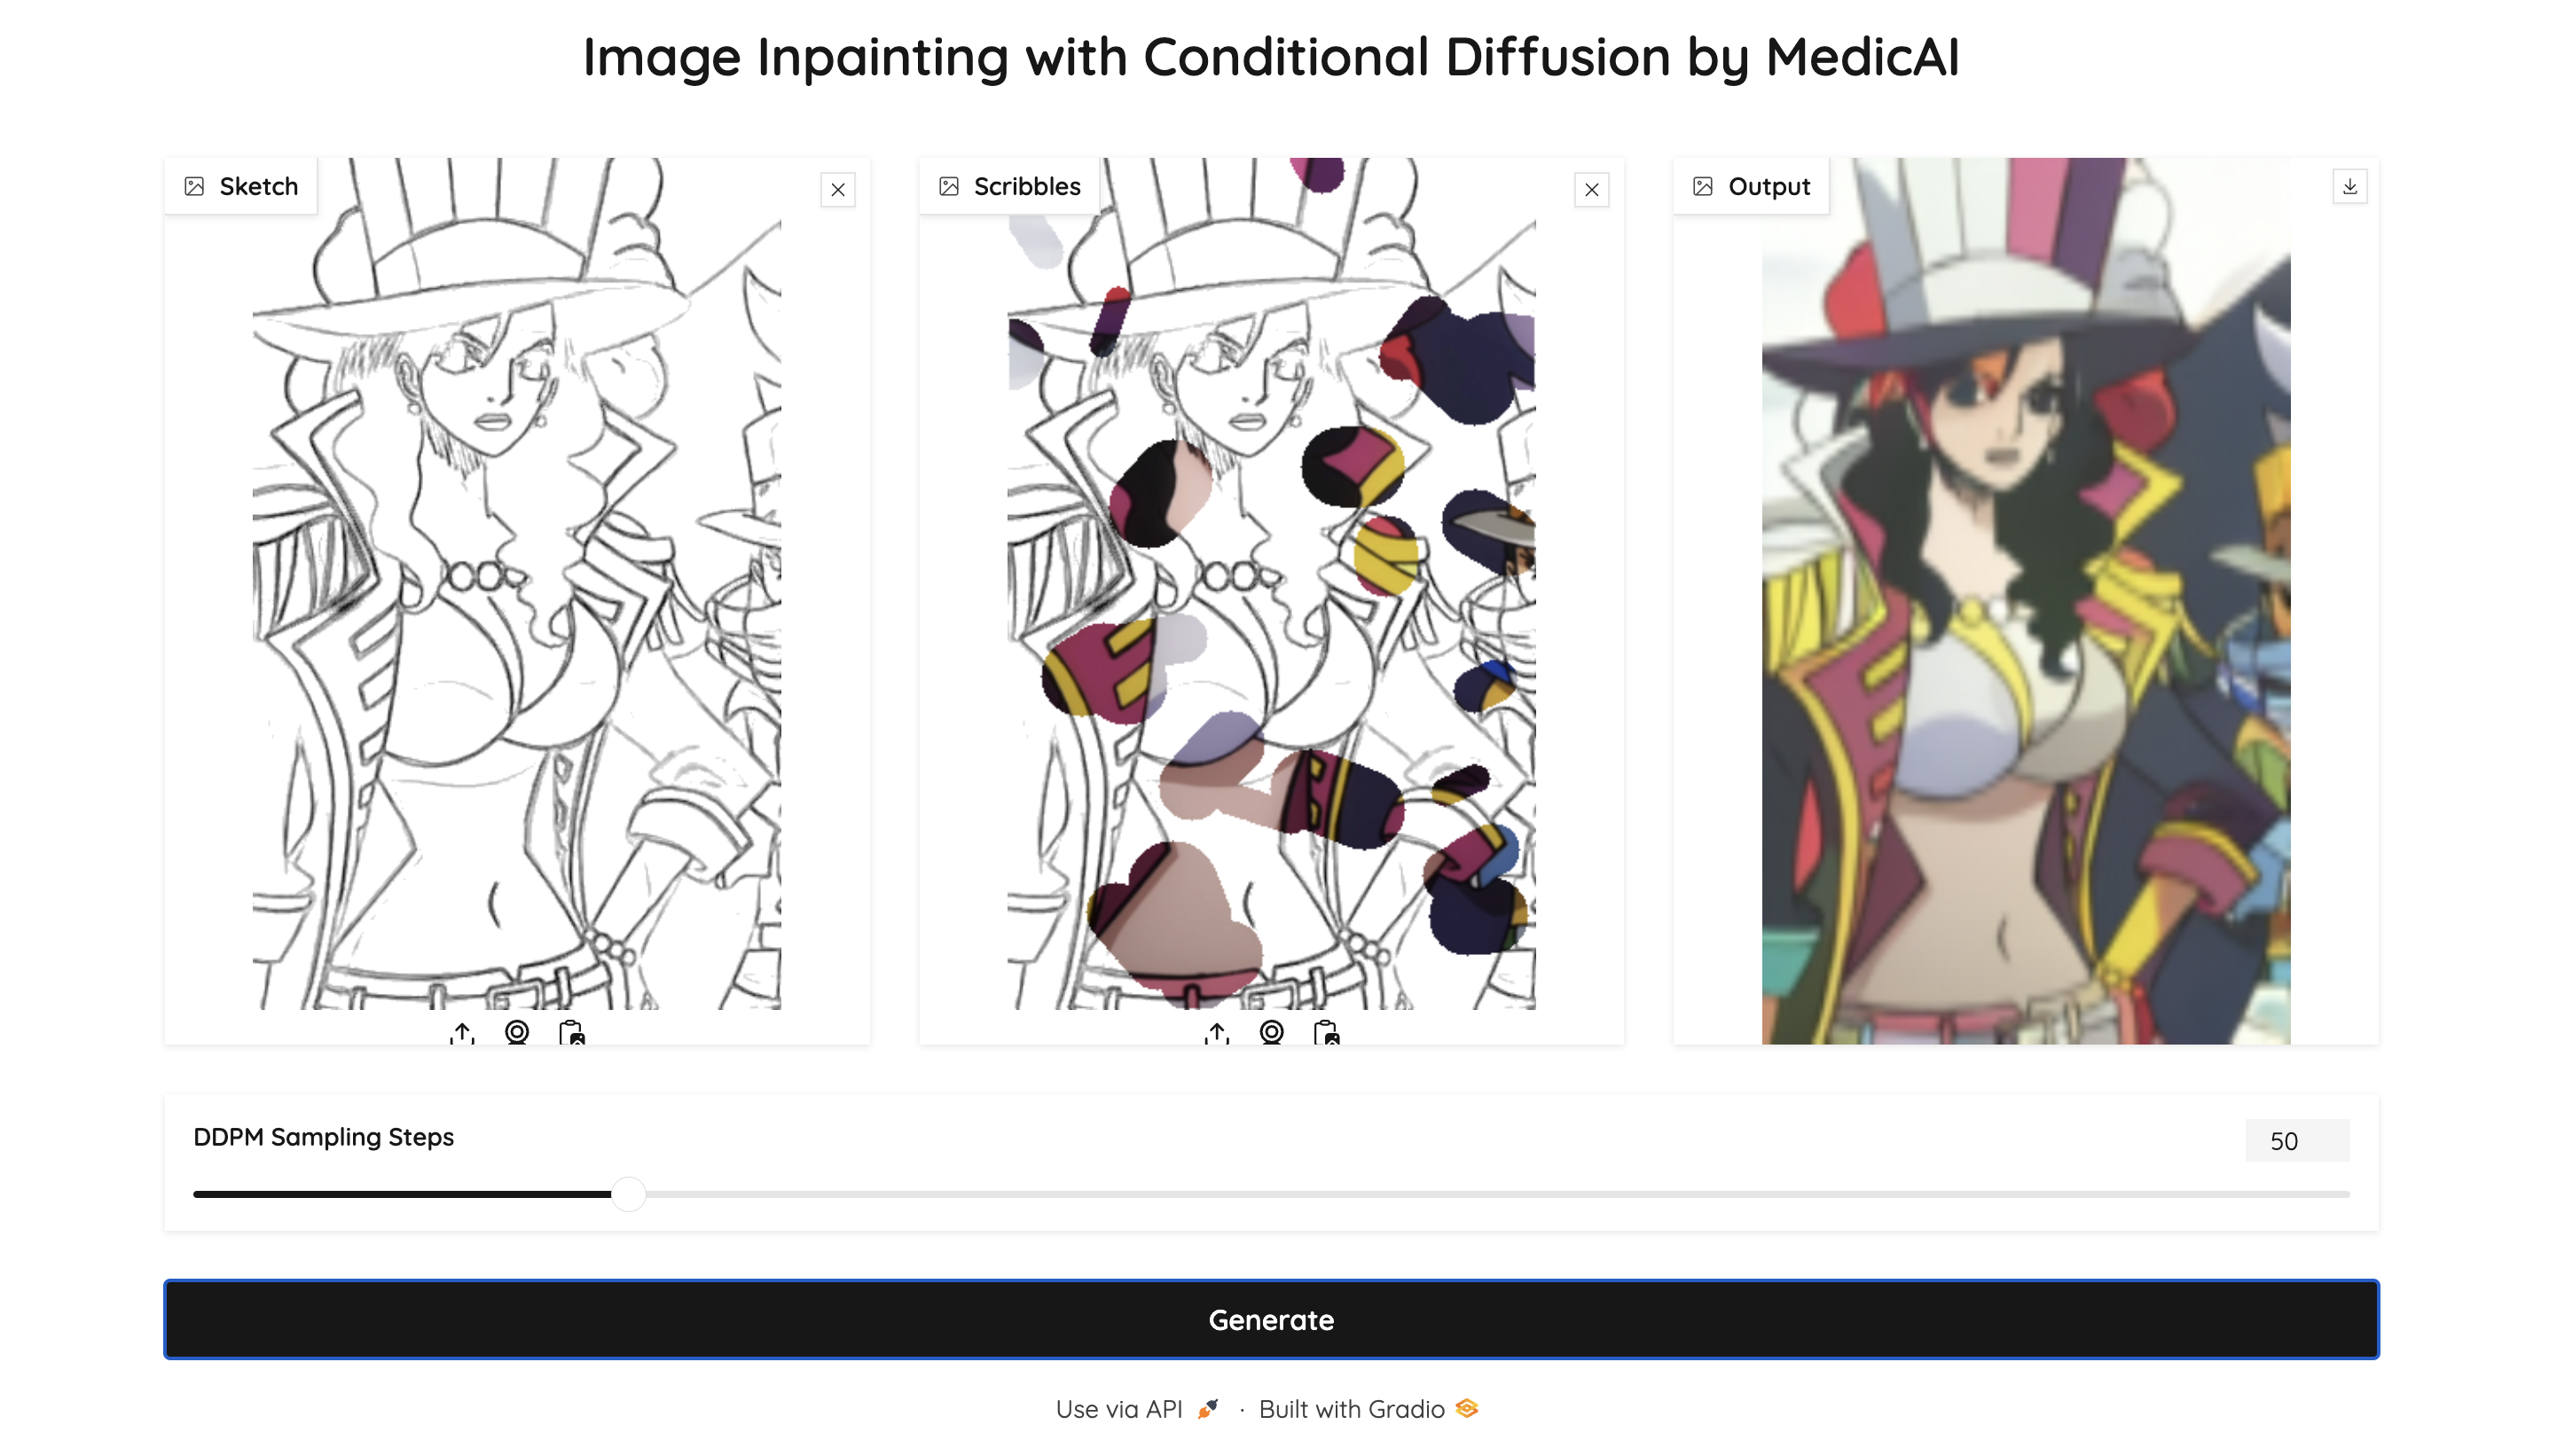 Image Inpainting with Conditional Diffusion by MedicAI
Sketch
Scribbles
Output
DDPM Sampling Steps
50
Generate
Use via API · Built with Gradio